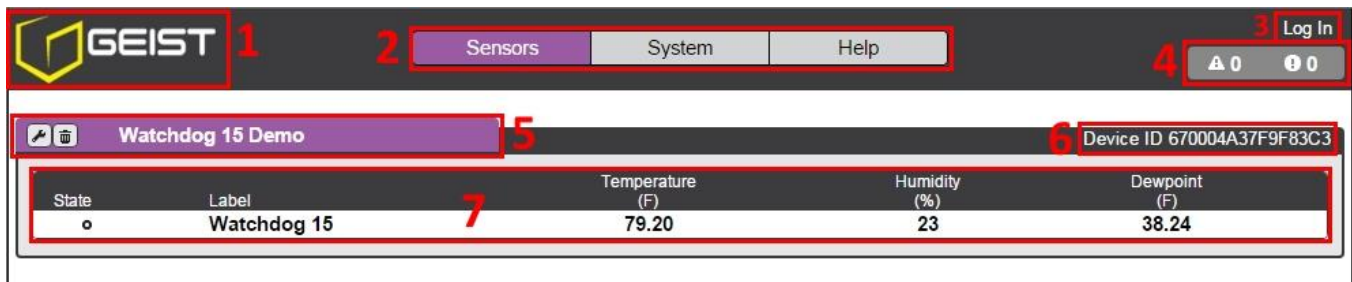 GEIST 1
2 Sensors System Help
3 Log In
4 0 0
Watchdog 15 Demo 5
6 Device ID 670004A37F9F83C3
State Label Temperature (F) Humidity (%) Dewpoint (F)
7
Watchdog 15 79.20 23 38.24